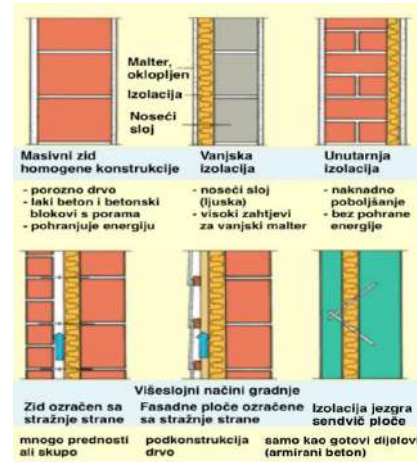 Malter,
oklopljen
Izolacija
Noseći
sloj
Masivni zid
homogene konstrukcije
- porozno drvo
- laki beton i betonski
blokovi s porama
- pohranjuje energiju
Vanjska
izolacija
- noseći sloj
(ljuska)
- visoki zahtjevi
za vanjski malter
Unutarnja
izolacija
- naknadno
poboljšanje
- bez pohrane
energije
Višeslojni načini gradnje
Zid ozračen sa
stražnje strane
mnogo prednosti
ali skupo
Fasadne ploče ozračene
sa stražnje strane
podkonstrukcija
drvo
Izolacija jezgra
sendvič ploče
samo kao gotovi dijelovi
(armirani beton)